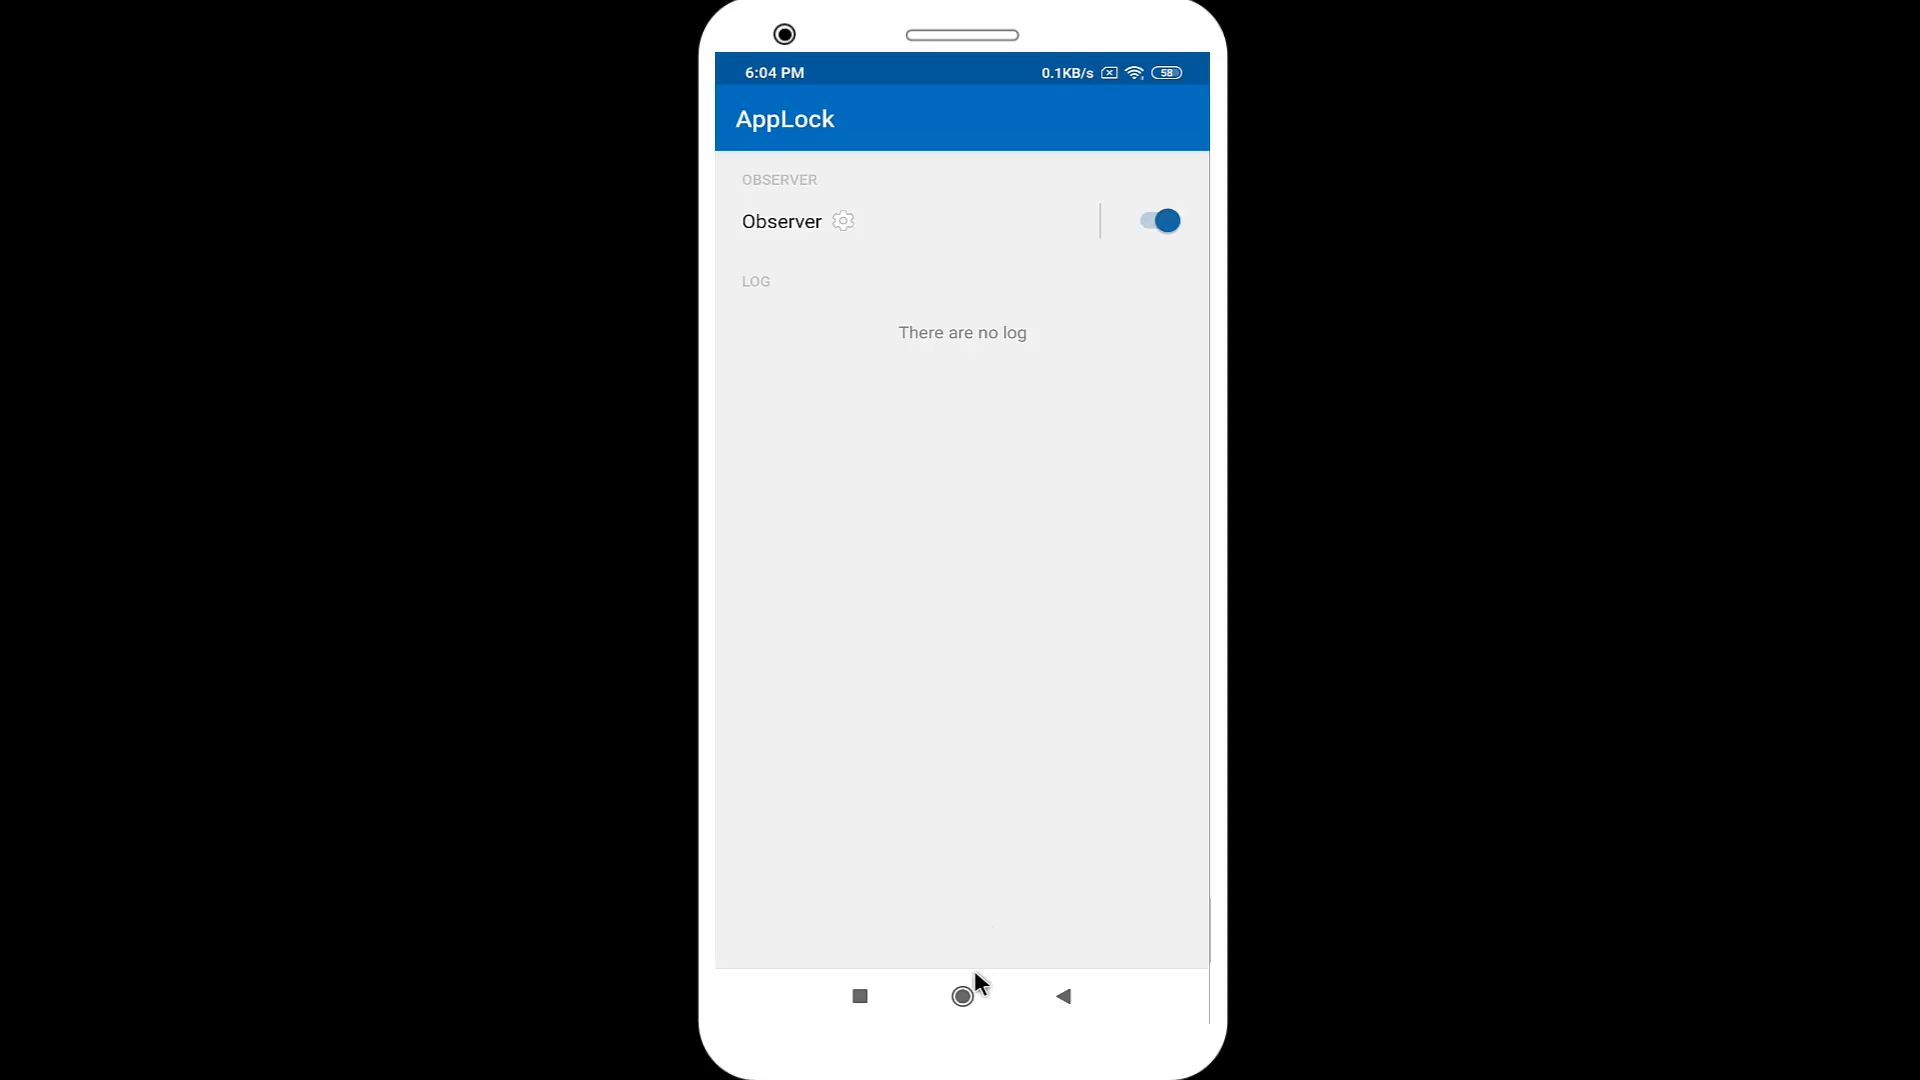 6:04 PM 0.1KB/s 58
AppLock
OBSERVER
Observer
LOG
There are no log